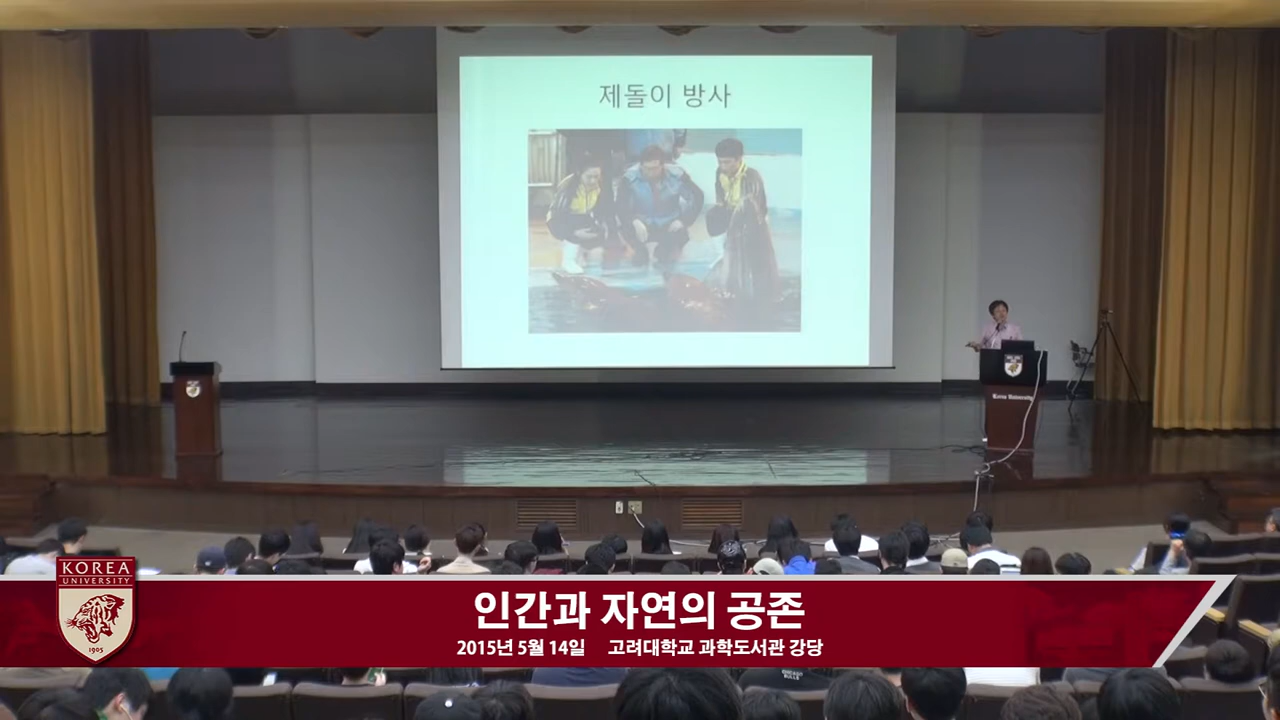 제돌이 방사
Korea University
KOREA
UNIVERSITY
1905
인간과 자연의 공존
2015년 5월 14일 고려대학교 과학도서관 강당